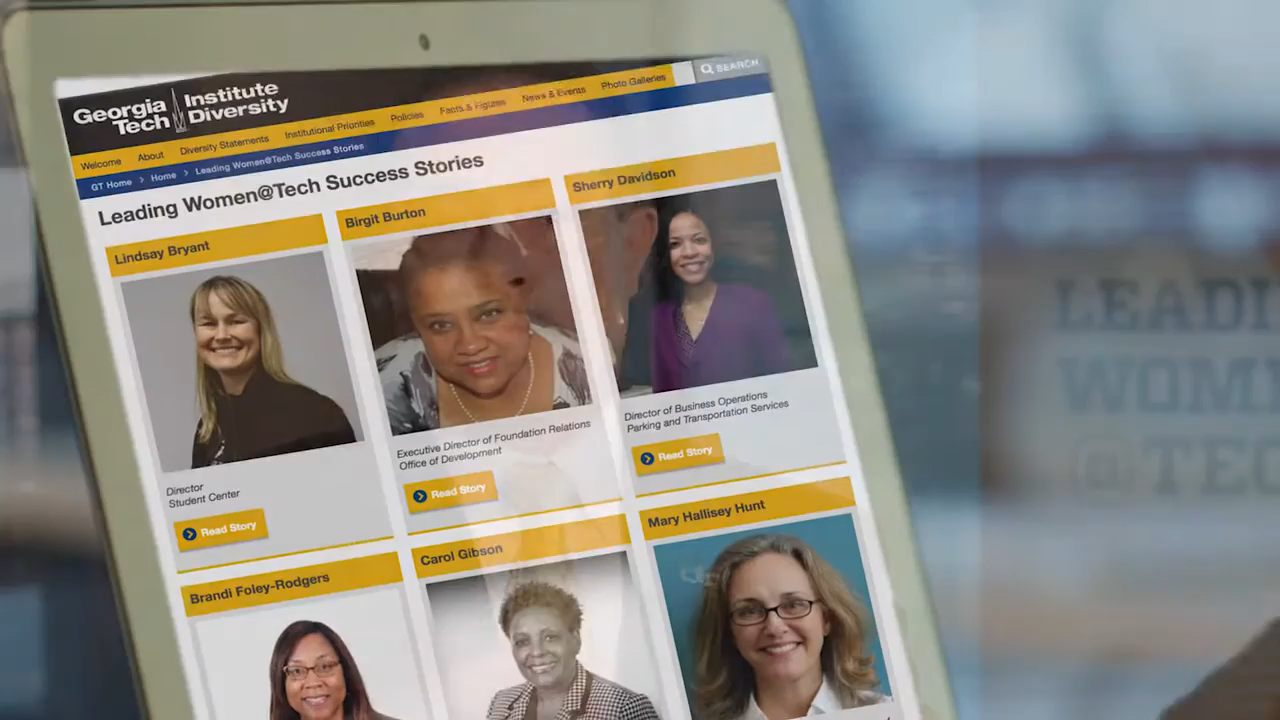 Georgia Tech
Institute Diversity
SEARCH
Welcome About Diversity Statements Institutional Priorities Policies Facts & Figures News & Events Photo Galleries
GT Home > Home > Leading Women@Tech Success Stories
Leading Women@Tech Success Stories
Lindsay Bryant
Director
Student Center
Read Story
Birgit Burton
Executive Director of Foundation Relations
Office of Development
Read Story
Sherry Davidson
Director of Business Operations
Parking and Transportation Services
Read Story
Brandi Foley-Rodgers
Carol Gibson
Mary Hallisey Hunt
LEADI
WOME
@TEC